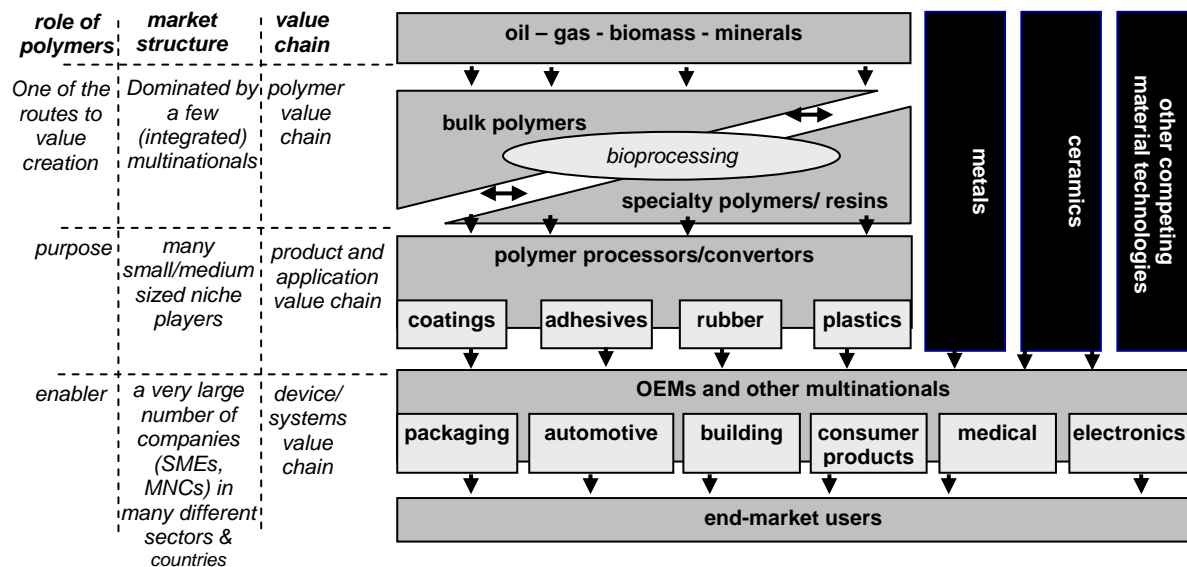 role of
polymers
market
structure
value
chain
oil – gas - biomass - minerals
One of the
routes to
value
creation
Dominated by
a few
(integrated)
multinationals
polymer
value
chain
bulk polymers
bioprocessing
specialty polymers/ resins
metals
ceramics
other competing
material technologies
purpose
many
small/medium
sized niche
players
product and
application
value chain
polymer processors/convertors
coatings
adhesives
rubber
plastics
enabler
a very large
number of
companies
(SMEs,
MNCs) in
many different
sectors &
countries
device/
systems
value
chain
OEMs and other multinationals
packaging
automotive
building
consumer
products
medical
electronics
end-market users